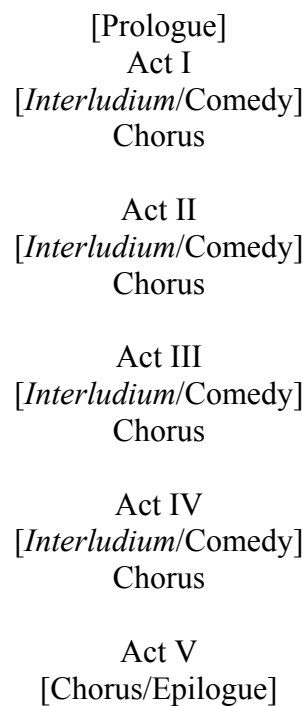 [Prologue]
Act I
[Interludium/Comedy]
Chorus
Act II
[Interludium/Comedy]
Chorus
Act III
[Interludium/Comedy]
Chorus
Act IV
[Interludium/Comedy]
Chorus
Act V
[Chorus/Epilogue]